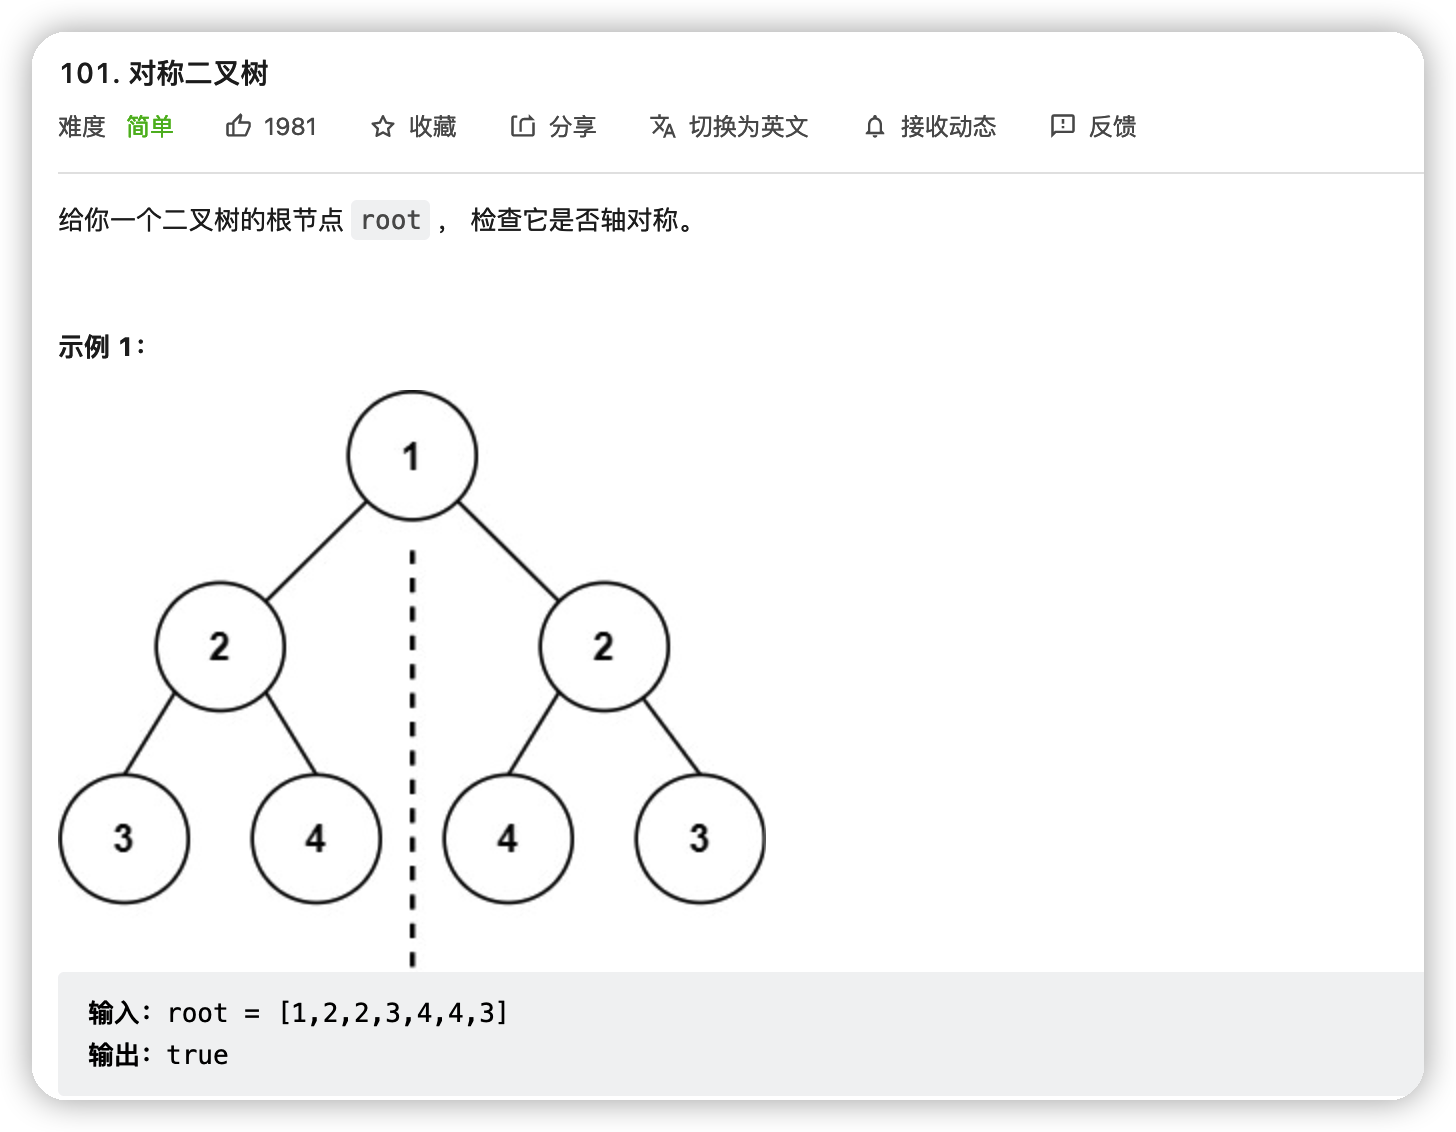 101. 对称二叉树
难度 简单 1981 收藏 分享 切换为英文 接收动态 反馈
给你一个二叉树的根节点 root ， 检查它是否轴对称。
示例 1：
1
2 2
3 4 4 3
输入：root = [1,2,2,3,4,4,3]
输出：true